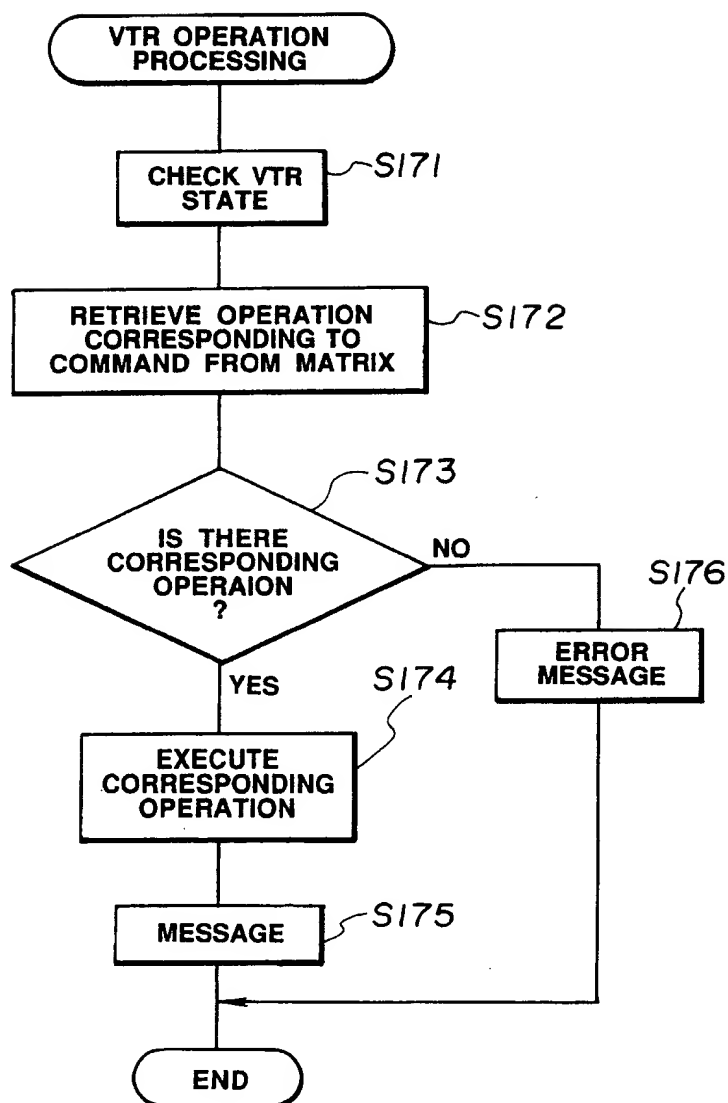 VTR OPERATION
PROCESSING
S171
CHECK VTR
STATE
S172
RETRIEVE OPERATION
CORRESPONDING TO
COMMAND FROM MATRIX
S173
IS THERE
CORRESPONDING
OPERAION
?
NO
S176
ERROR
MESSAGE
YES
S174
EXECUTE
CORRESPONDING
OPERATION
S175
MESSAGE
END